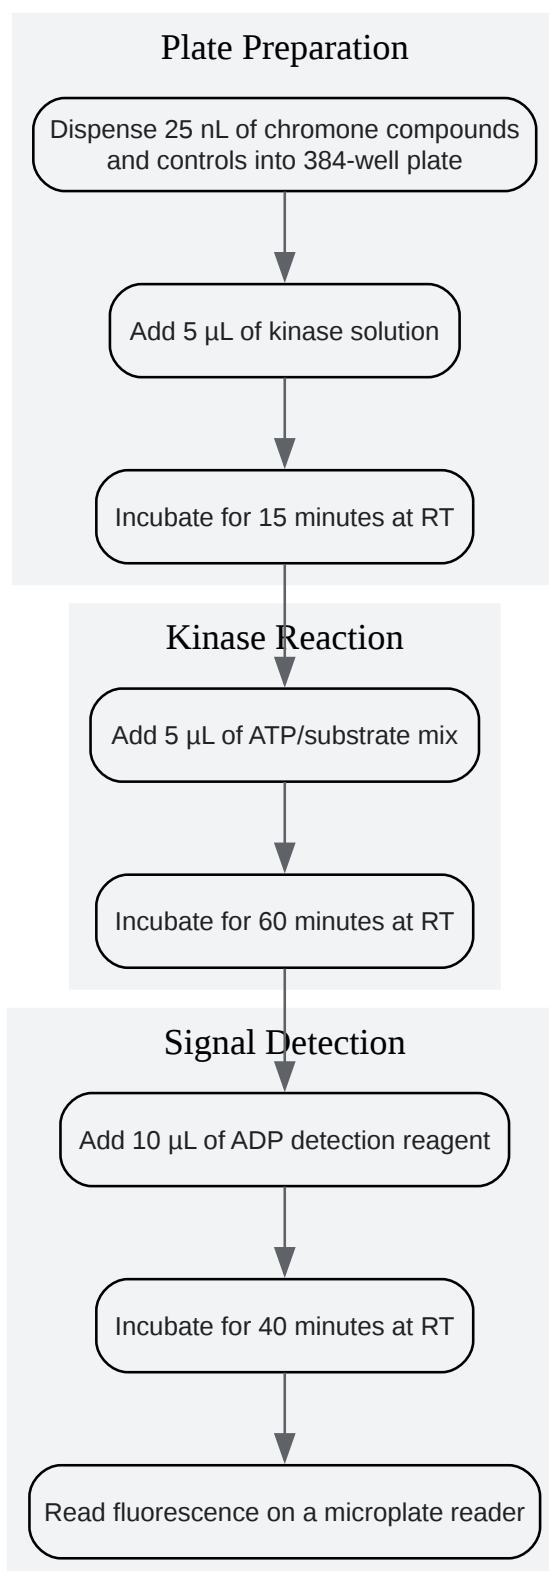 Plate Preparation
Dispense 25 nL of chromone compounds
and controls into 384-well plate
Add 5 µL of kinase solution
Incubate for 15 minutes at RT
Kinase Reaction
Add 5 µL of ATP/substrate mix
Incubate for 60 minutes at RT
Signal Detection
Add 10 µL of ADP detection reagent
Incubate for 40 minutes at RT
Read fluorescence on a microplate reader